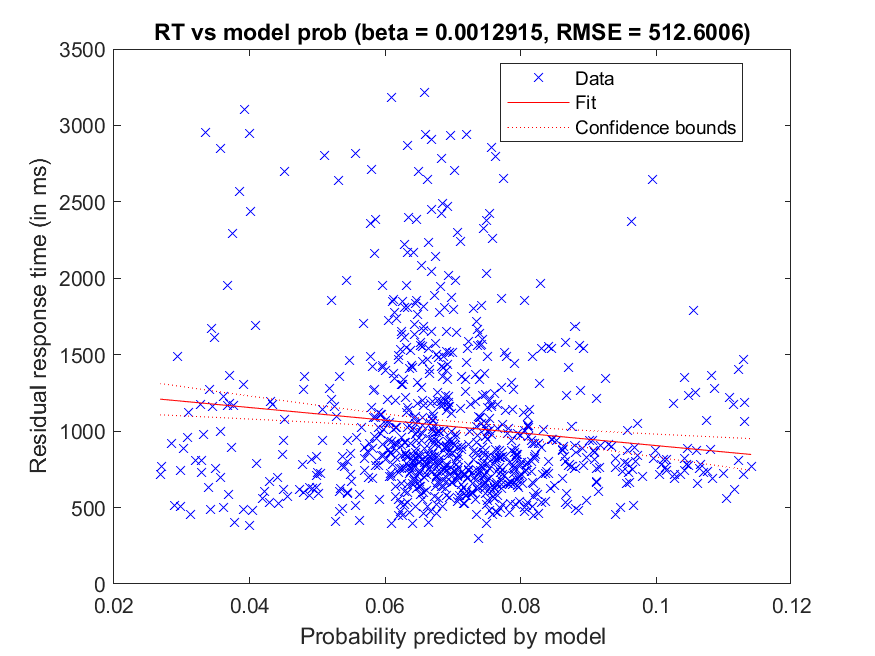 RT vs model prob (beta = 0.0012915, RMSE = 512.6006)
3500
3000
2500
2000
1500
1000
500
0
Residual response time (in ms)
Data
Fit
Confidence bounds
0.02 0.04 0.06 0.08 0.1 0.12
Probability predicted by model